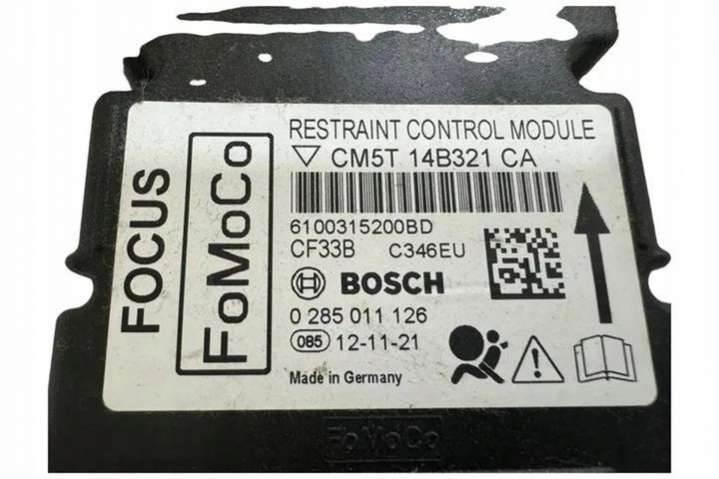 FOCUS
FoMoCo
RESTRAINT CONTROL MODULE
CM5T 14B321 CA
6100315200BD
CF33B C346EU
BOSCH
0 285 011 126
085 12-11-21
Made in Germany
FoMoCo